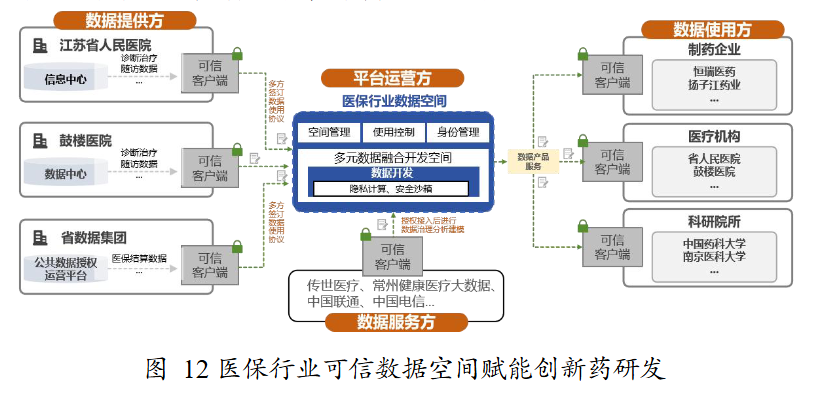 数据提供方
江苏省人民医院
信息中心
诊断治疗
随访数据
...
可信
客户端
鼓楼医院
数据中心
诊断治疗
随访数据
...
可信
客户端
省数据集团
公共数据授权
运营平台
医保结算数据
...
可信
客户端
多方
签订
数据
使用
协议
多方
签订
数据
使用
协议
平台运营方
医保行业数据空间
空间管理
使用控制
身份管理
多元数据融合开发空间
数据开发
隐私计算、安全沙箱
授权接入后进行
数据治理分析建模
可信
客户端
传世医疗、常州健康医疗大数据、
中国联通、中国电信...
数据服务方
数据产品
服务
数据使用方
可信
客户端
制药企业
恒瑞医药
扬子江药业
...
可信
客户端
医疗机构
省人民医院
鼓楼医院
...
可信
客户端
科研院所
中国药科大学
南京医科大学
...
图 12 医保行业可信数据空间赋能创新药研发